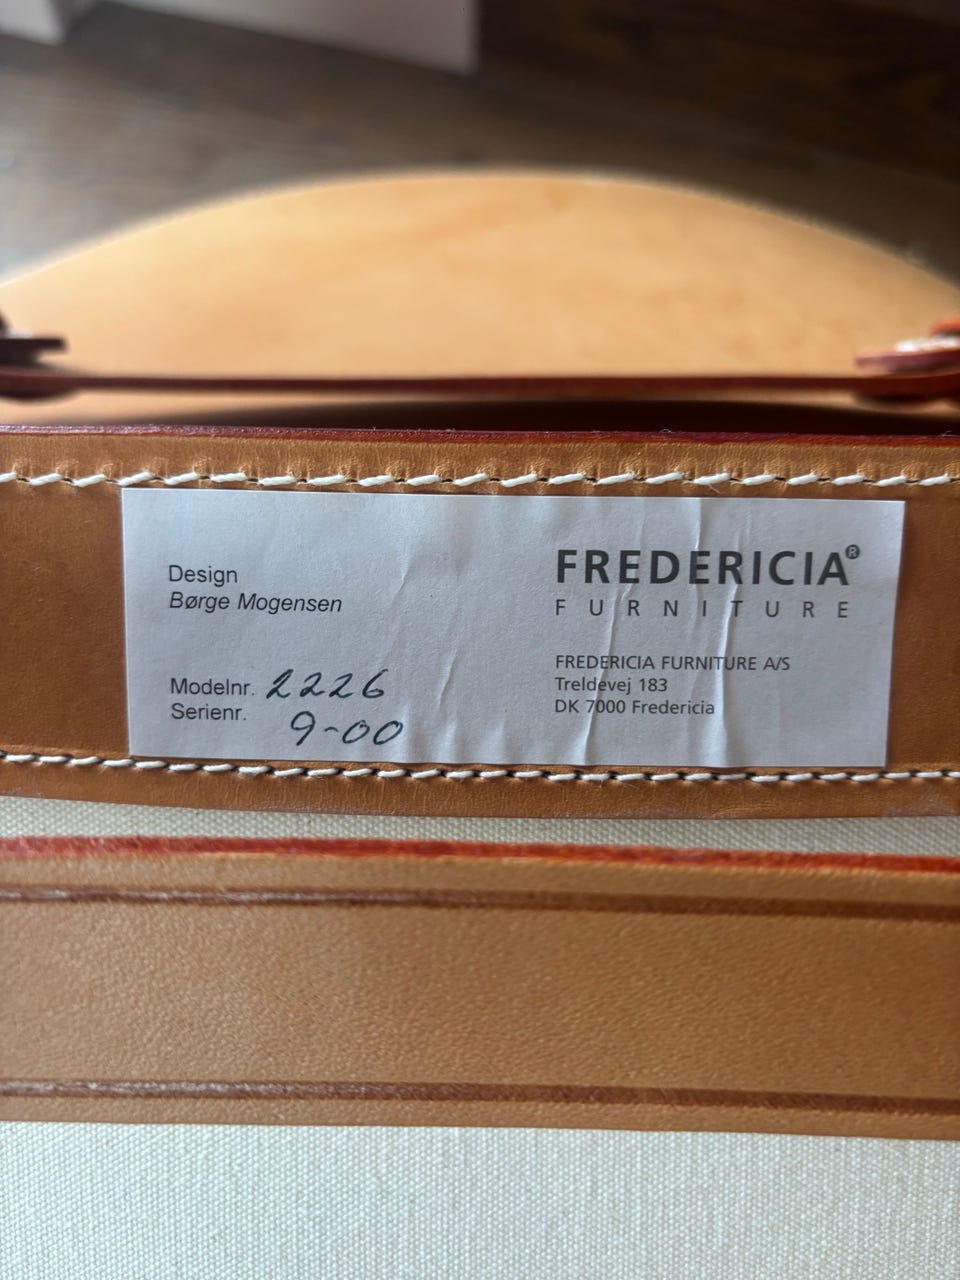 Design
Børge Mogensen
Modelnr. 2226
Serienr. 9-00
FREDERICIA®
FURNITURE
FREDERICIA FURNITURE A/S
Treldevej 183
DK 7000 Fredericia